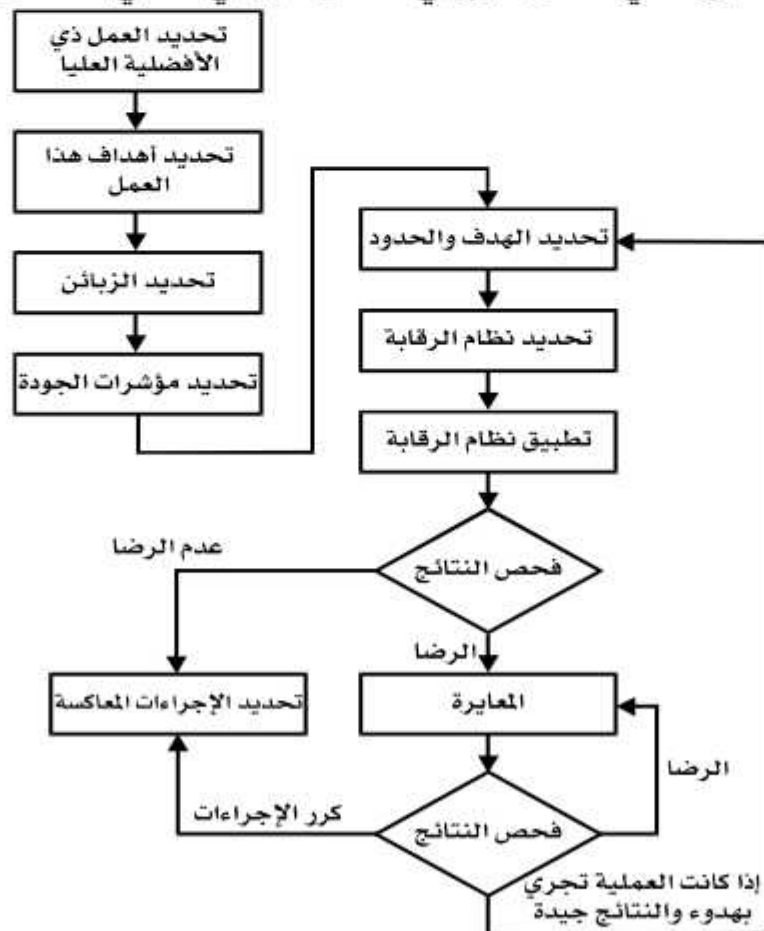 تحديد العمل ذي
الأفضلية العليا
تحديد أهداف هذا
العمل
تحديد الزبائن
تحديد مؤشرات الجودة
تحديد الهدف والحدود
تحديد نظام الرقابة
تطبيق نظام الرقابة
فحص النتائج
عدم الرضا
الرضا
تحديد الإجراءات المعاكسة
المعايرة
الرضا
كرر الإجراءات
فحص النتائج
إذا كانت العملية تجري
بهدوء والنتائج جيدة